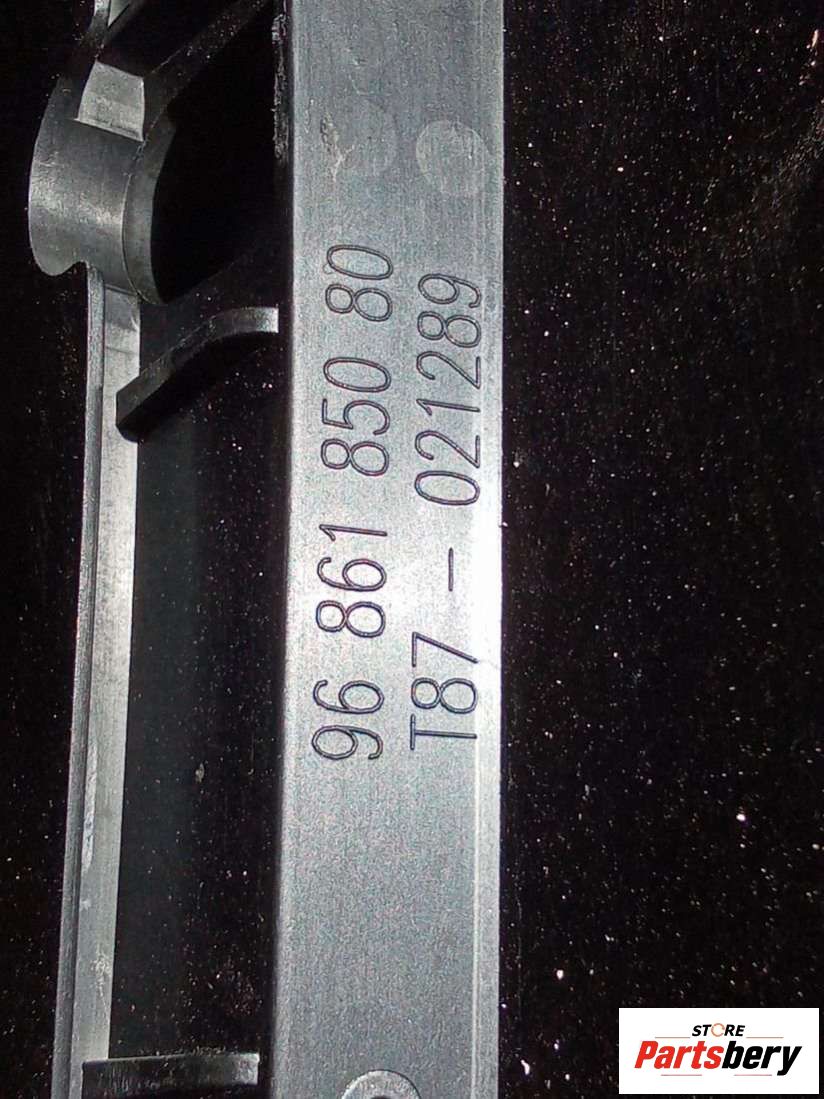 96 861 850 80
T87 - 021289
STORE
Partsbery